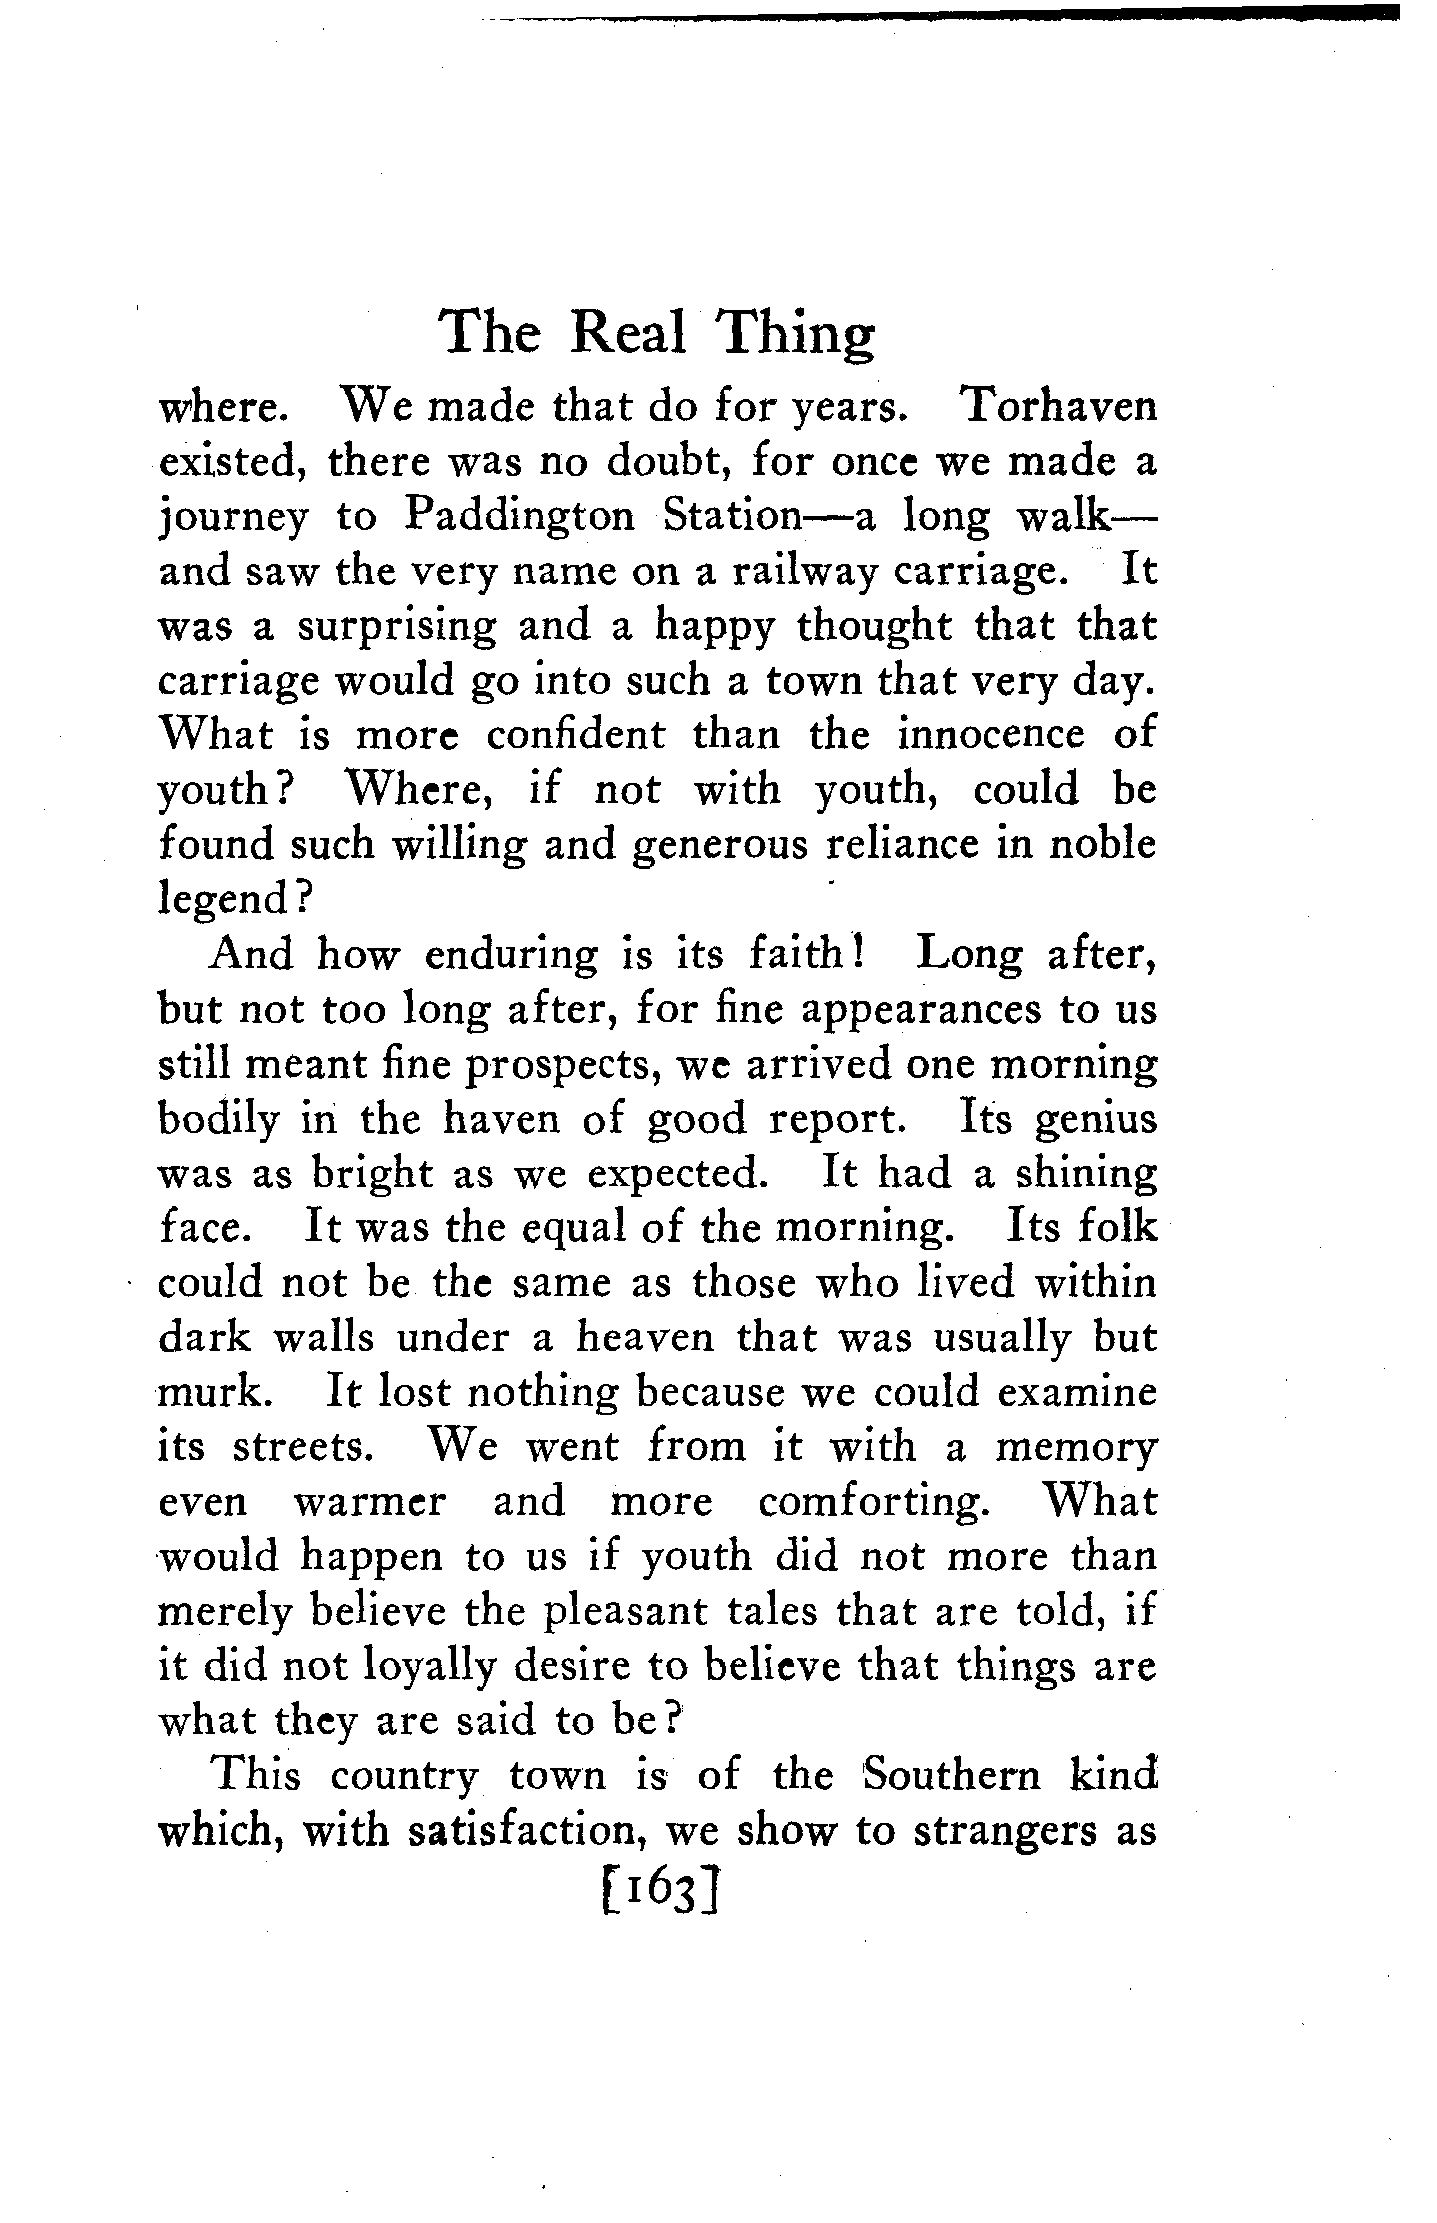 The Real Thing
where. We made that do for years. Torhaven
existed, there was no doubt, for once we made a
journey to Paddington Station—a long walk—
and saw the very name on a railway carriage. It
was a surprising and a happy thought that that
carriage would go into such a town that very day.
What is more confident than the innocence of
youth? Where, if not with youth, could be
found such willing and generous reliance in noble
legend?
And how enduring is its faith! Long after,
but not too long after, for fine appearances to us
still meant fine prospects, we arrived one morning
bodily in the haven of good report. Its genius
was as bright as we expected. It had a shining
face. It was the equal of the morning. Its folk
could not be the same as those who lived within
dark walls under a heaven that was usually but
murk. It lost nothing because we could examine
its streets. We went from it with a memory
even warmer and more comforting. What
would happen to us if youth did not more than
merely believe the pleasant tales that are told, if
it did not loyally desire to believe that things are
what they are said to be?
This country town is of the Southern kind
which, with satisfaction, we show to strangers as
[163]